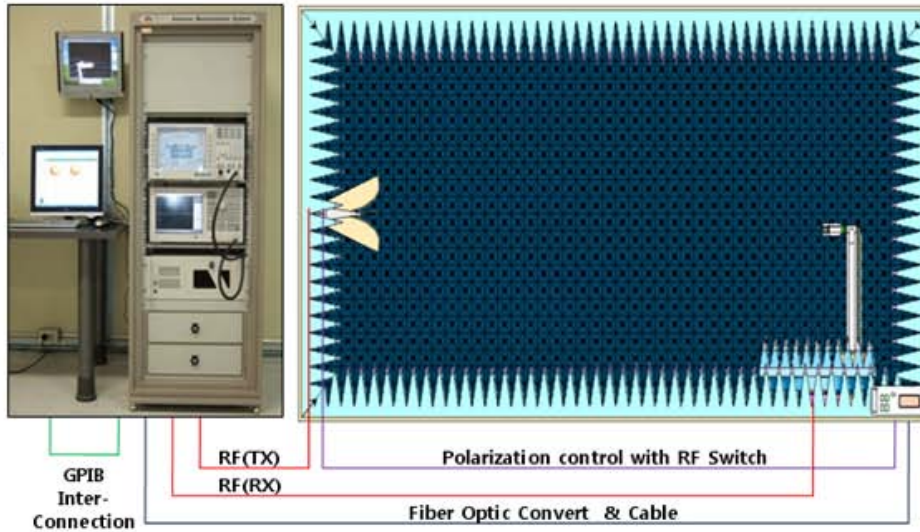 RF(TX)
Polarization control with RF Switch
GPIB
Inter-
Connection
RF(RX)
Fiber Optic Convert & Cable